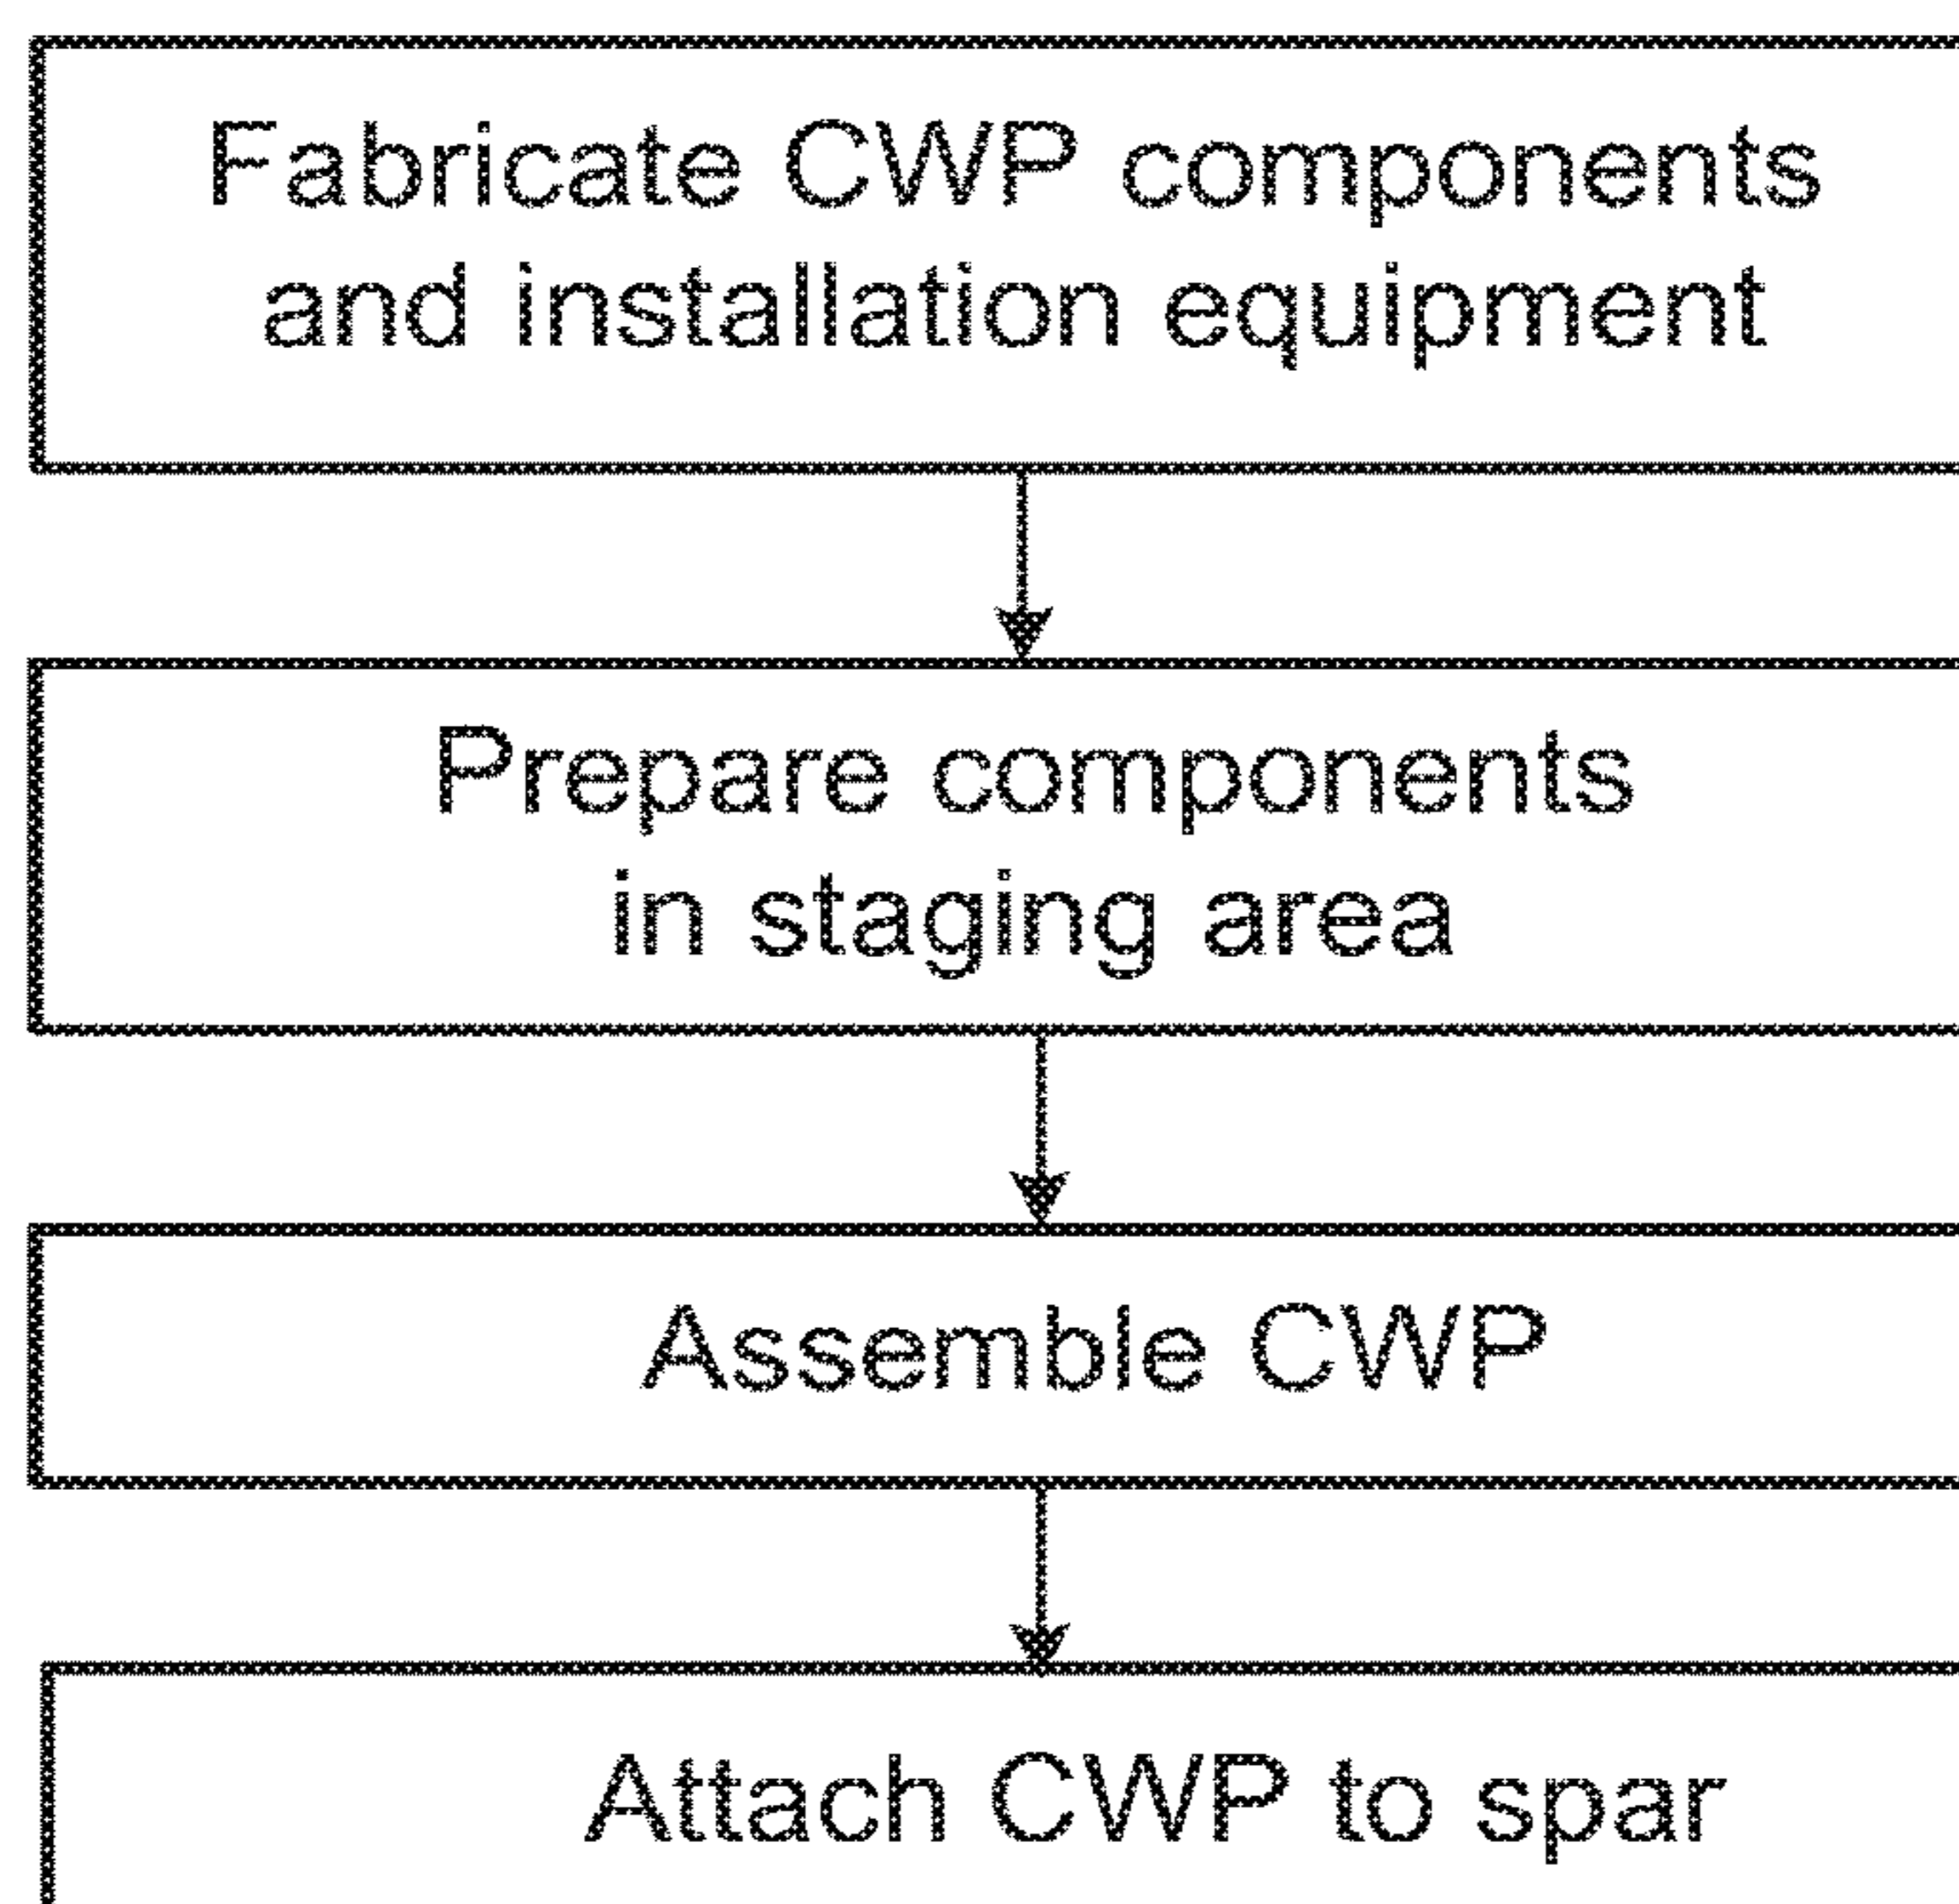 Fabricate CWP components
and installation equipment
Prepare components
in staging area
Assemble CWP
Attach CWP to spar